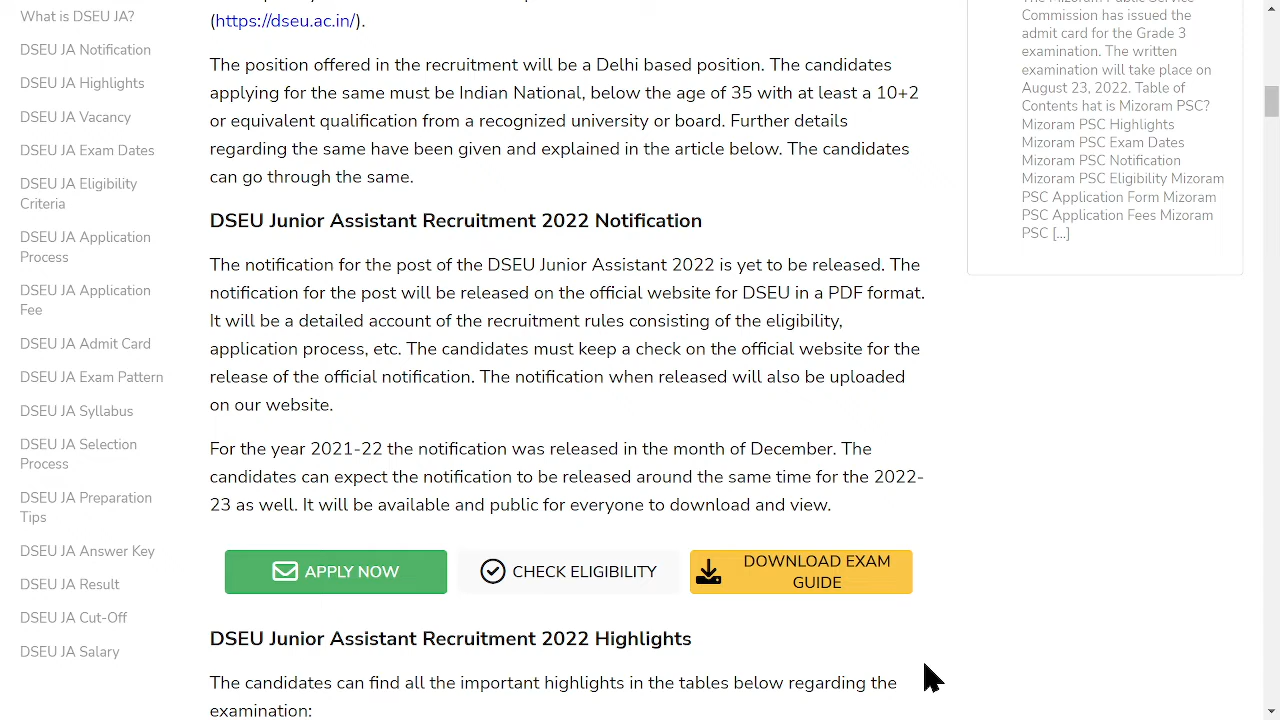 What is DSEU JA?
DSEU JA Notification
DSEU JA Highlights
DSEU JA Vacancy
DSEU JA Exam Dates
DSEU JA Eligibility
Criteria
DSEU JA Application
Process
DSEU JA Application
Fee
DSEU JA Admit Card
DSEU JA Exam Pattern
DSEU JA Syllabus
DSEU JA Selection
Process
DSEU JA Preparation
Tips
DSEU JA Answer Key
DSEU JA Result
DSEU JA Cut-Off
DSEU JA Salary
(https://dseu.ac.in/).
The position offered in the recruitment will be a Delhi based position. The candidates
applying for the same must be Indian National, below the age of 35 with at least a 10+2
or equivalent qualification from a recognized university or board. Further details
regarding the same have been given and explained in the article below. The candidates
can go through the same.
DSEU Junior Assistant Recruitment 2022 Notification
The notification for the post of the DSEU Junior Assistant 2022 is yet to be released. The
notification for the post will be released on the official website for DSEU in a PDF format.
It will be a detailed account of the recruitment rules consisting of the eligibility,
application process, etc. The candidates must keep a check on the official website for the
release of the official notification. The notification when released will also be uploaded
on our website.
For the year 2021-22 the notification was released in the month of December. The
candidates can expect the notification to be released around the same time for the 2022-
23 as well. It will be available and public for everyone to download and view.
APPLY NOW
CHECK ELIGIBILITY
DOWNLOAD EXAM
GUIDE
DSEU Junior Assistant Recruitment 2022 Highlights
The candidates can find all the important highlights in the tables below regarding the
examination:
The Mizoram Public Service
Commission has issued the
admit card for the Grade 3
examination. The written
examination will take place on
August 23, 2022. Table of
Contents hat is Mizoram PSC?
Mizoram PSC Highlights
Mizoram PSC Exam Dates
Mizoram PSC Notification
Mizoram PSC Eligibility Mizoram
PSC Application Form Mizoram
PSC Application Fees Mizoram
PSC [...]